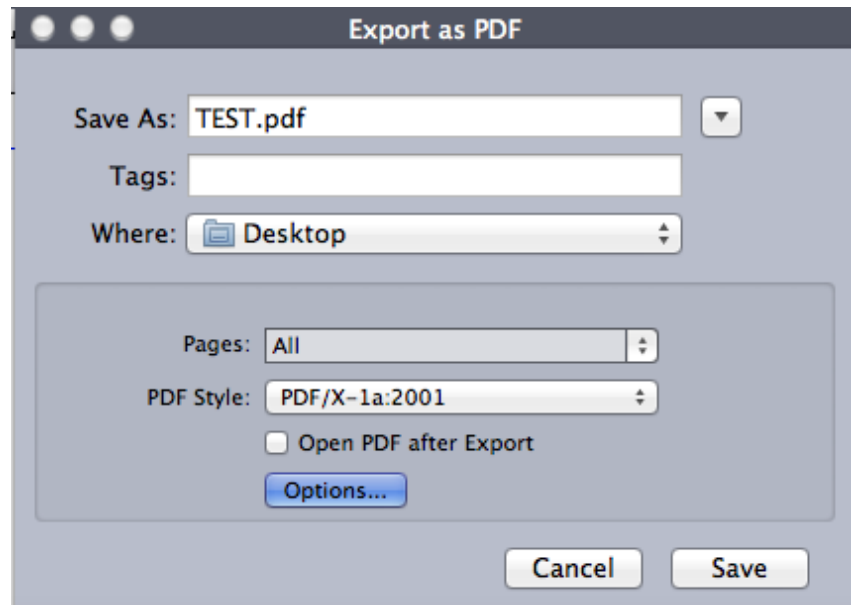 Export as PDF
Save As: TEST.pdf
Tags:
Where: Desktop
Pages: All
PDF Style: PDF/X-1a:2001
Open PDF after Export
Options...
Cancel Save